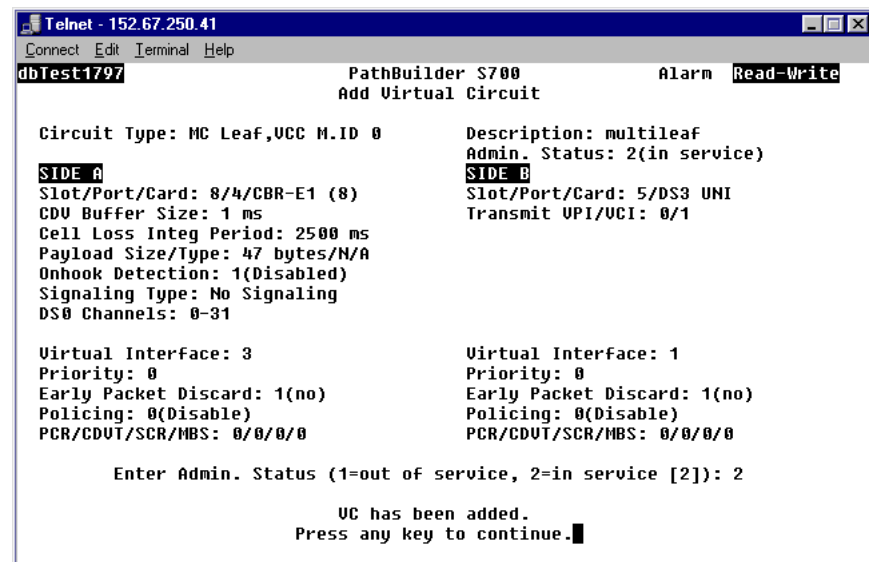 Telnet - 152.67.250.41
Connect Edit Terminal Help
dbTest1797 PathBuilder S700 Alarm Read-Write
Add Virtual Circuit
Circuit Type: MC Leaf,VCC M.ID 0 Description: multileaf
Admin. Status: 2(in service)
SIDE A SIDE B
Slot/Port/Card: 8/4/CBR-E1 (8) Slot/Port/Card: 5/DS3 UNI
CDV Buffer Size: 1 ms Transmit VPI/VCI: 0/1
Cell Loss Integ Period: 2500 ms
Payload Size/Type: 47 bytes/N/A
Onhook Detection: 1(Disabled)
Signaling Type: No Signaling
DS0 Channels: 0-31
Virtual Interface: 3 Virtual Interface: 1
Priority: 0 Priority: 0
Early Packet Discard: 1(no) Early Packet Discard: 1(no)
Policing: 0(Disable) Policing: 0(Disable)
PCR/CDVT/SCR/MBS: 0/0/0/0 PCR/CDVT/SCR/MBS: 0/0/0/0
Enter Admin. Status (1=out of service, 2=in service [2]): 2
VC has been added.
Press any key to continue.